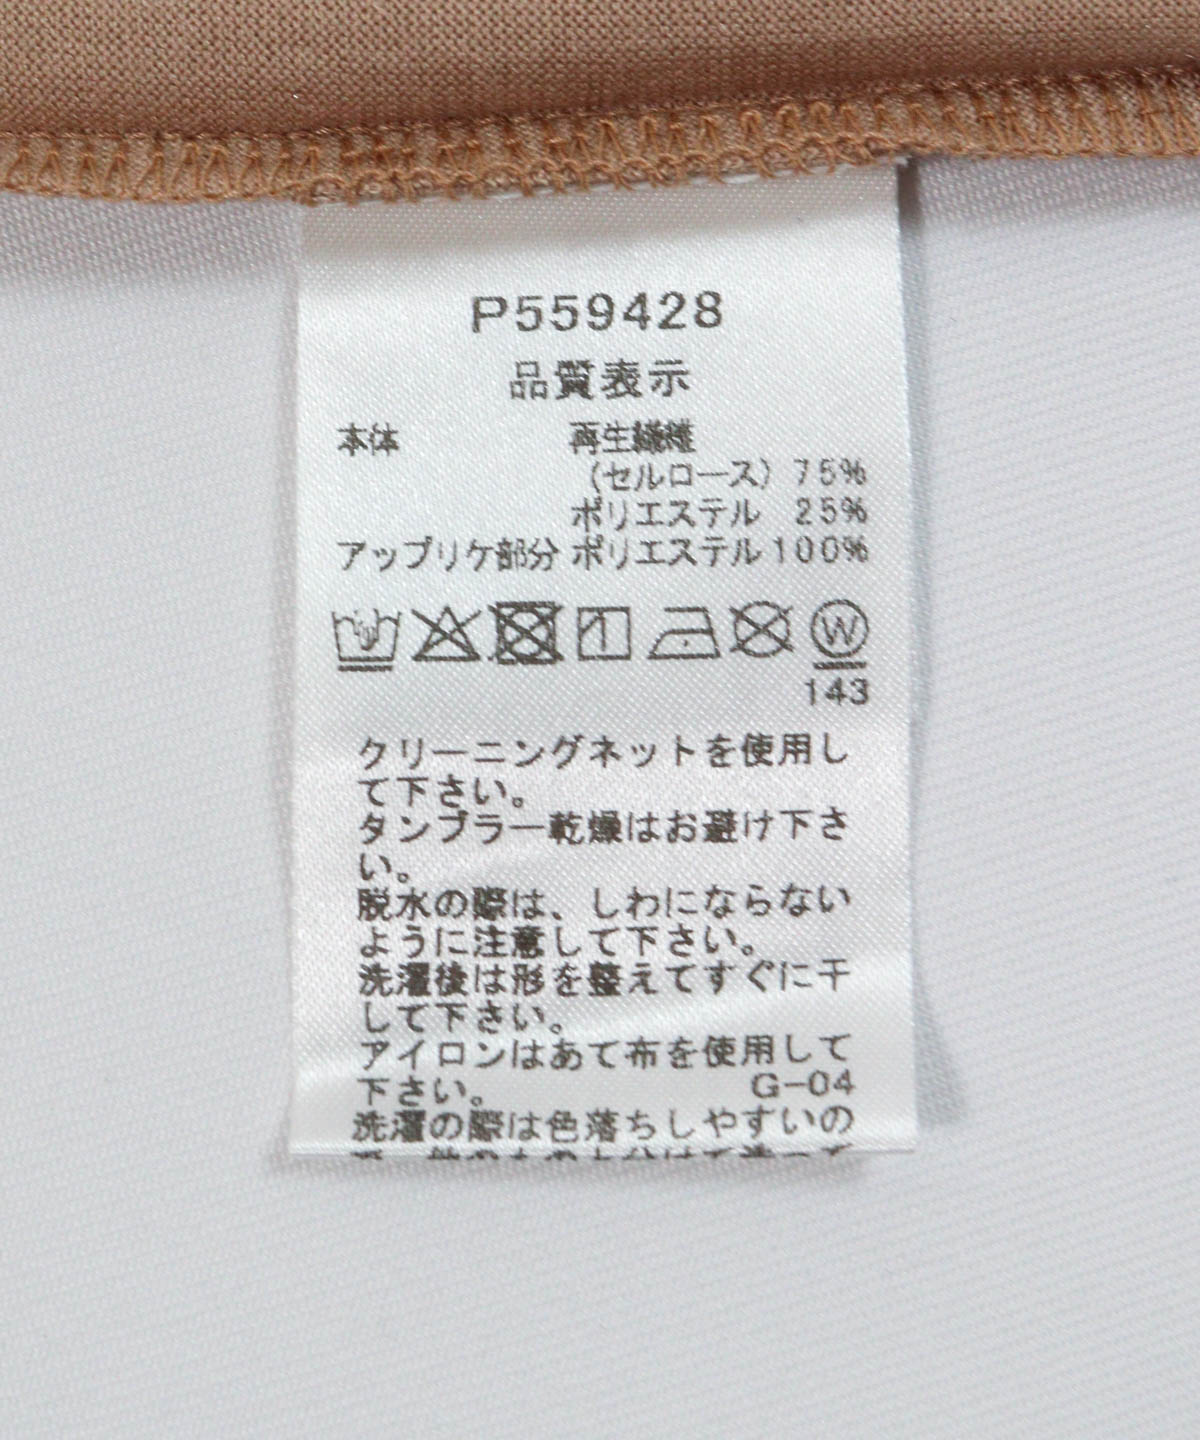 P559428
品質表示
本体 再生繊維
(セルロース) 75%
ポリエステル 25%
アップリケ部分 ポリエステル100%
W
143
クリーニングネットを使用し
て下さい。
タンブラー乾燥はお避け下さ
い。
脱水の際は、しわにならない
ように注意して下さい。
洗濯後は形を整えてすぐに干
して下さい。
アイロンはあて布を使用して
下さい。 G-04
洗濯の際は色落ちしやすいの